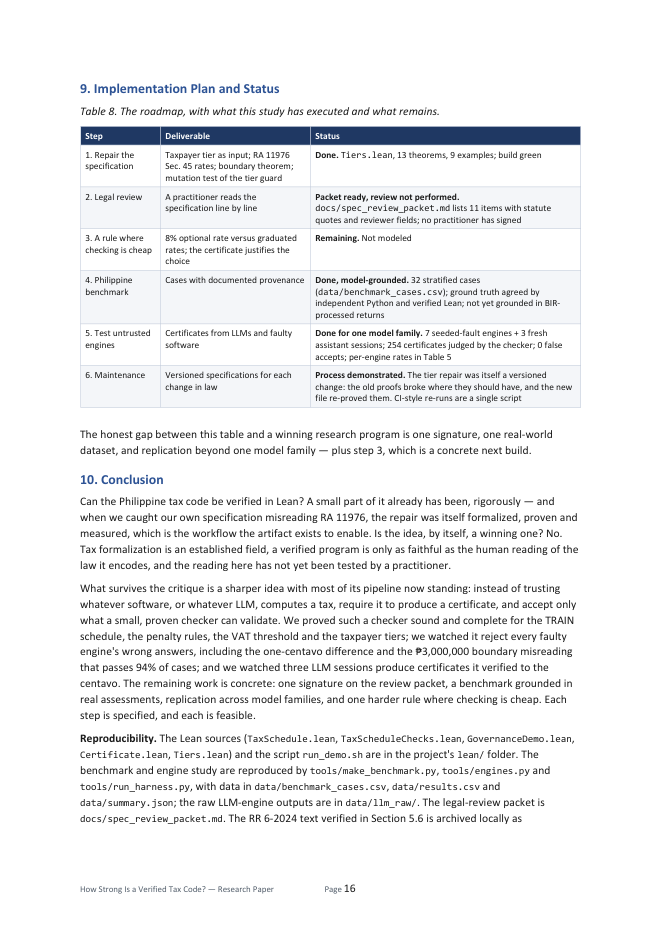 9. Implementation Plan and Status
Table 8. The roadmap, with what this study has executed and what remains.
Step Deliverable Status
1. Repair the specification
Taxpayer tier as input; RA 11976 Sec. 45 rates; boundary theorem; mutation test of the tier guard
Done. Tiers.lean, 13 theorems, 9 examples; build green
2. Legal review
A practitioner reads the specification line by line
Packet ready, review not performed. docs/spec_review_packet.md lists 11 items with statute quotes and reviewer fields; no practitioner has signed
3. A rule where checking is cheap
8% optional rate versus graduated rates; the certificate justifies the choice
Remaining. Not modeled
4. Philippine benchmark
Cases with documented provenance
Done, model-grounded. 32 stratified cases (data/benchmark_cases.csv); ground truth agreed by independent Python and verified Lean; not yet grounded in BIR-processed returns
5. Test untrusted engines
Certificates from LLMs and faulty software
Done for one model family. 7 seeded-fault engines + 3 fresh assistant sessions; 254 certificates judged by the checker; 0 false accepts; per-engine rates in Table 5
6. Maintenance
Versioned specifications for each change in law
Process demonstrated. The tier repair was itself a versioned change: the old proofs broke where they should have, and the new file re-proved them. CI-style re-runs are a single script
The honest gap between this table and a winning research program is one signature, one real-world
dataset, and replication beyond one model family — plus step 3, which is a concrete next build.
10. Conclusion
Can the Philippine tax code be verified in Lean? A small part of it already has been, rigorously — and
when we caught our own specification misreading RA 11976, the repair was itself formalized, proven and
measured, which is the workflow the artifact exists to enable. Is the idea, by itself, a winning one? No.
Tax formalization is an established field, a verified program is only as faithful as the human reading of the
law it encodes, and the reading here has not yet been tested by a practitioner.
What survives the critique is a sharper idea with most of its pipeline now standing: instead of trusting
whatever software, or whatever LLM, computes a tax, require it to produce a certificate, and accept only
what a small, proven checker can validate. We proved such a checker sound and complete for the TRAIN
schedule, the penalty rules, the VAT threshold and the taxpayer tiers; we watched it reject every faulty
engine's wrong answers, including the one-centavo difference and the ₱3,000,000 boundary misreading
that passes 94% of cases; and we watched three LLM sessions produce certificates it verified to the
centavo. The remaining work is concrete: one signature on the review packet, a benchmark grounded in
real assessments, replication across model families, and one harder rule where checking is cheap. Each
step is specified, and each is feasible.
Reproducibility. The Lean sources (TaxSchedule.lean, TaxScheduleChecks.lean, GovernanceDemo.lean,
Certificate.lean, Tiers.lean) and the script run_demo.sh are in the project's lean/ folder. The
benchmark and engine study are reproduced by tools/make_benchmark.py, tools/engines.py and
tools/run_harness.py, with data in data/benchmark_cases.csv, data/results.csv and
data/summary.json; the raw LLM-engine outputs are in data/llm_raw/. The legal-review packet is
docs/spec_review_packet.md. The RR 6-2024 text verified in Section 5.6 is archived locally as
How Strong Is a Verified Tax Code? — Research Paper Page 16